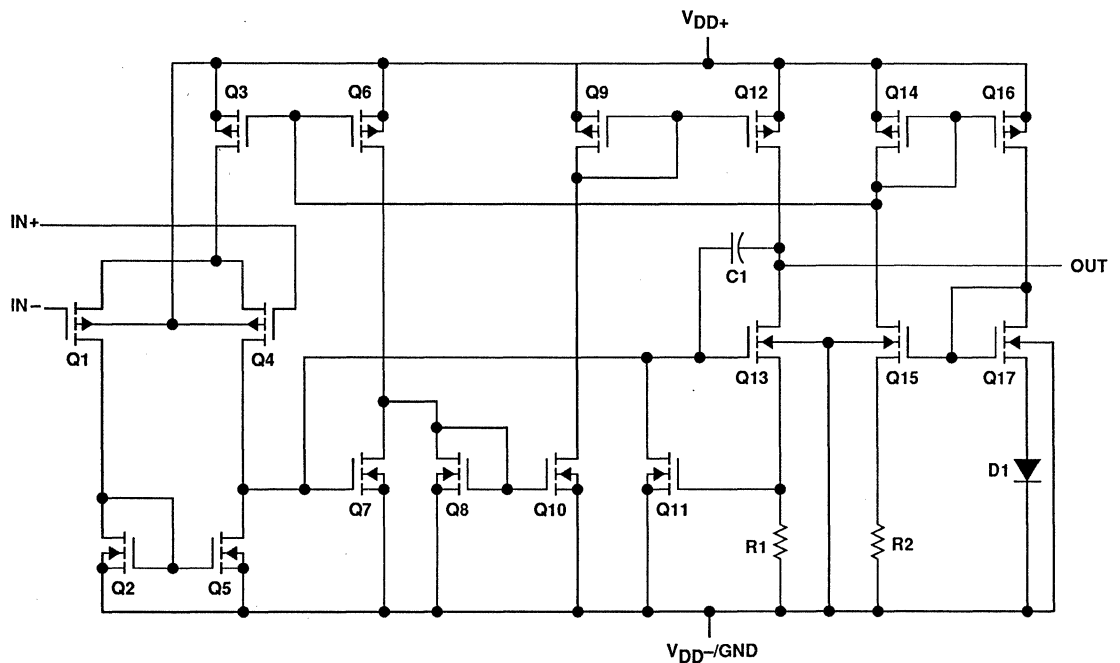 VDD+
Q3 Q6 Q9 Q12 Q14 Q16
IN+
C1
OUT
IN−
Q1 Q4 Q13 Q15 Q17
D1
Q7 Q8 Q10 Q11
R1 R2
Q2 Q5
VDD−/GND